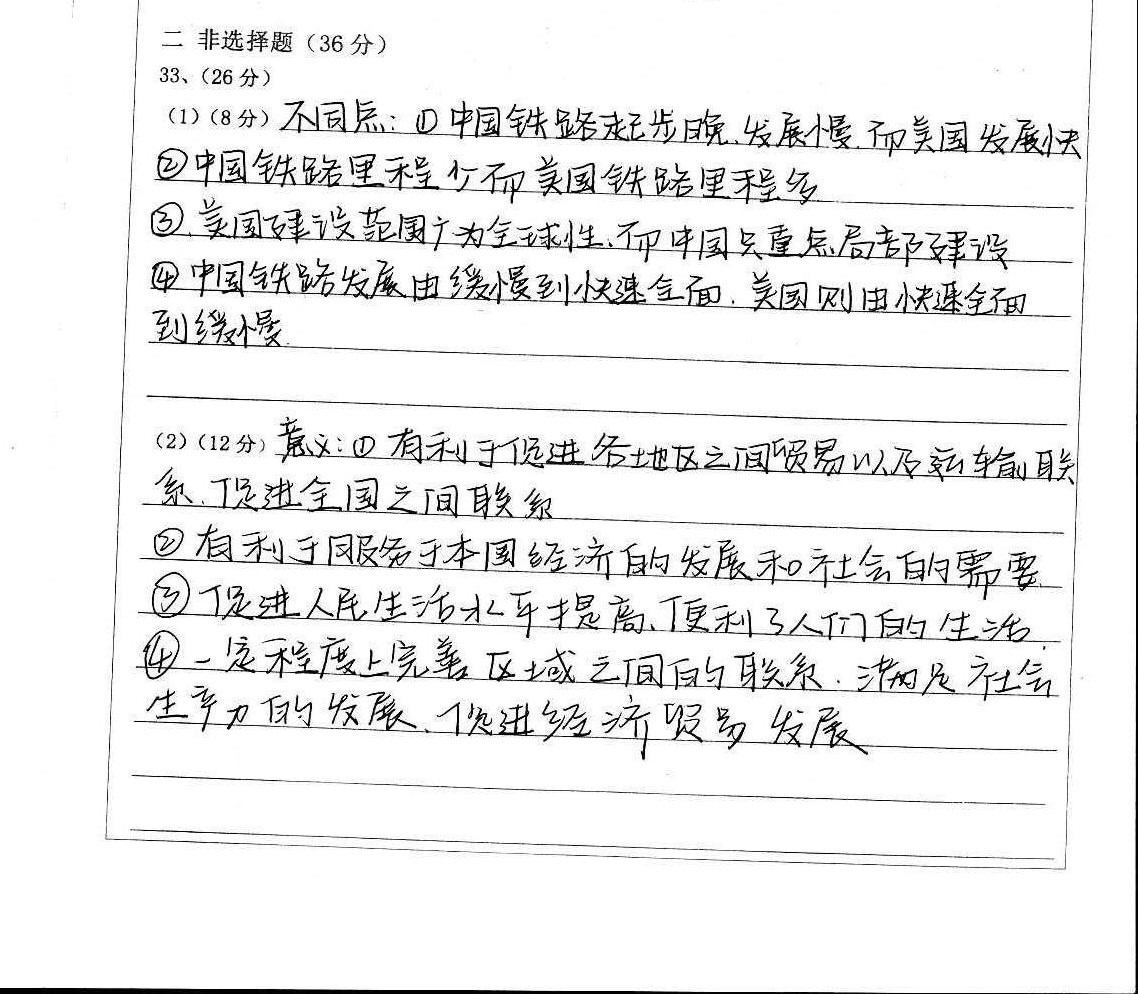 二 非选择题（36 分）
33、（26 分）
（1）（8 分）不同点：①中国铁路起步晚、发展慢.而美国发展快
②中国铁路里程少而美国铁路里程多
③.美国建设范围广为全球性、而中国只重点局部建设
④中国铁路发展由缓慢到快速全面.美国则由快速全面
到缓慢.
（2）（12 分）意义：①有利于促进各地区之间贸易以及运输联
系.促进全国之间联系
②有利于服务于本国经济的发展和社会的需要.
③促进人民生活水平提高、便利了人们的生活.
④一定程度上完善区域之间的联系.满足社会
生产力的发展、促进经济贸易发展